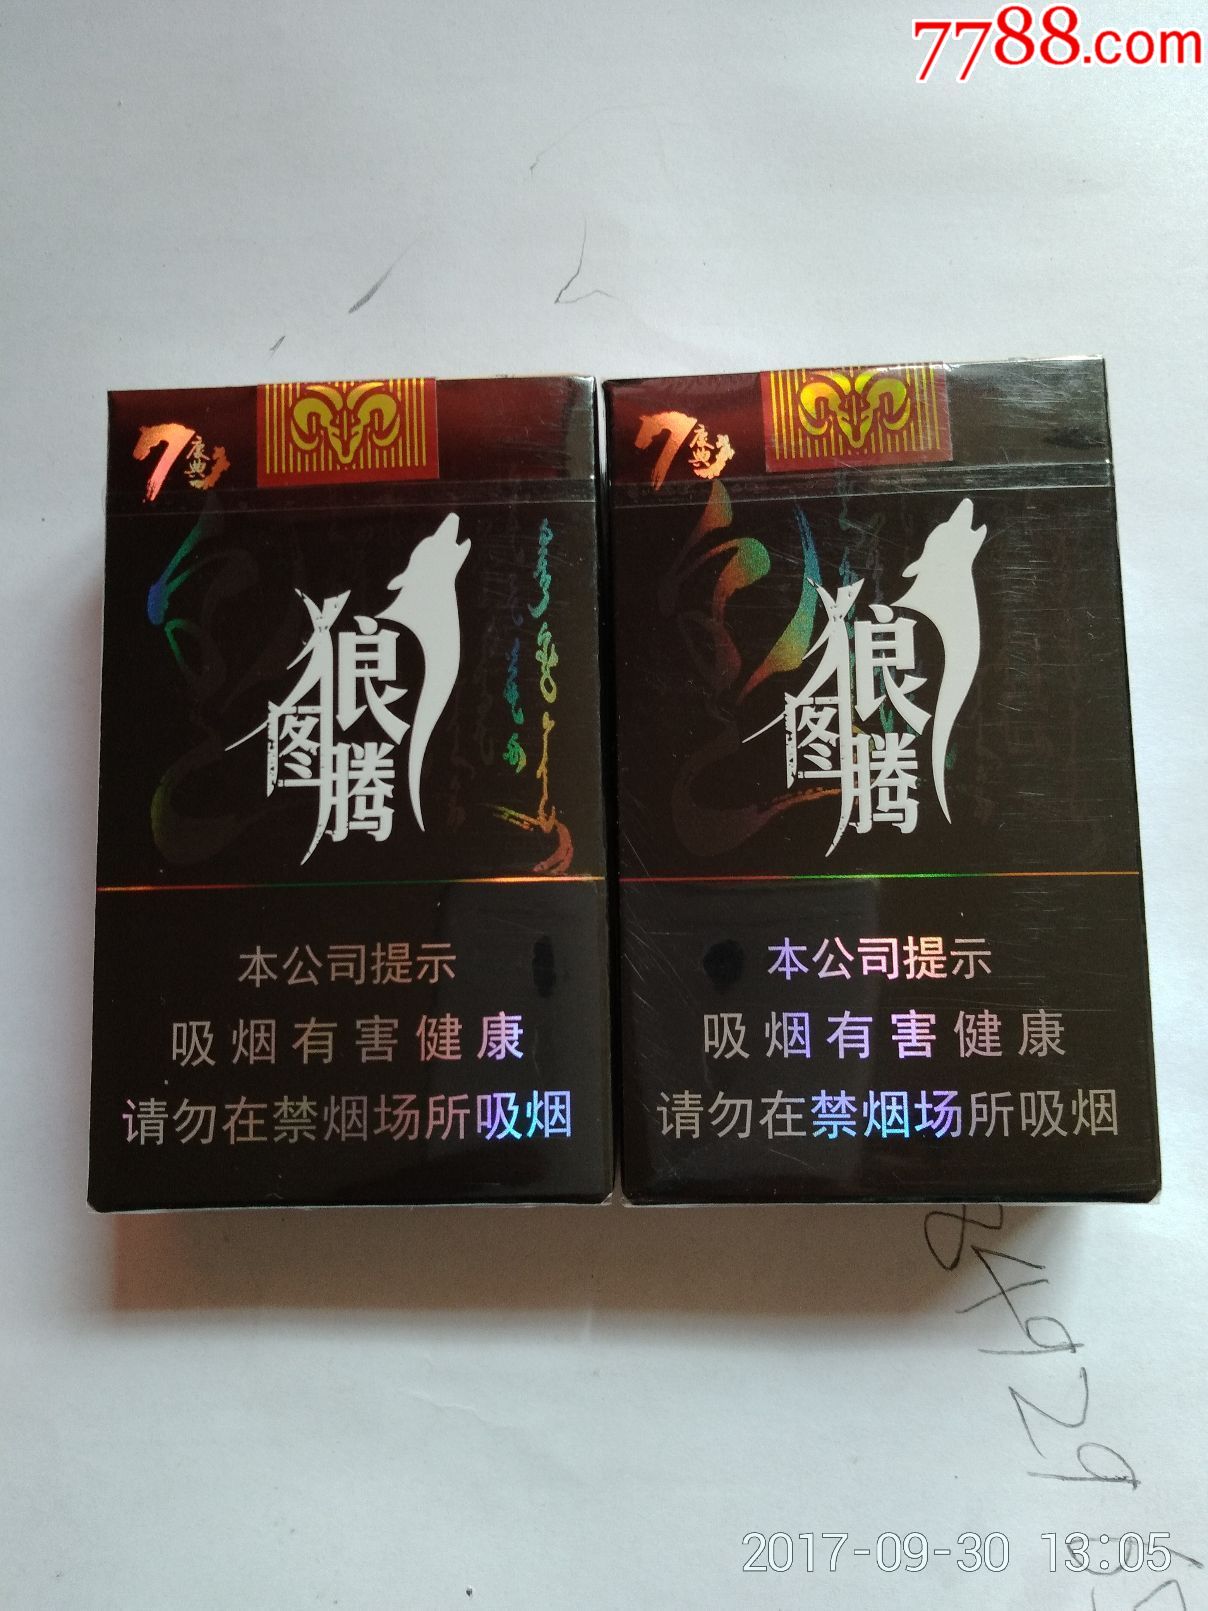 7788.com
70
康典
狼
图
腾
本公司提示
吸烟有害健康
请勿在禁烟场所吸烟
70
康典
狼
图
腾
本公司提示
吸烟有害健康
请勿在禁烟场所吸烟
84929
2017-09-30 13:05